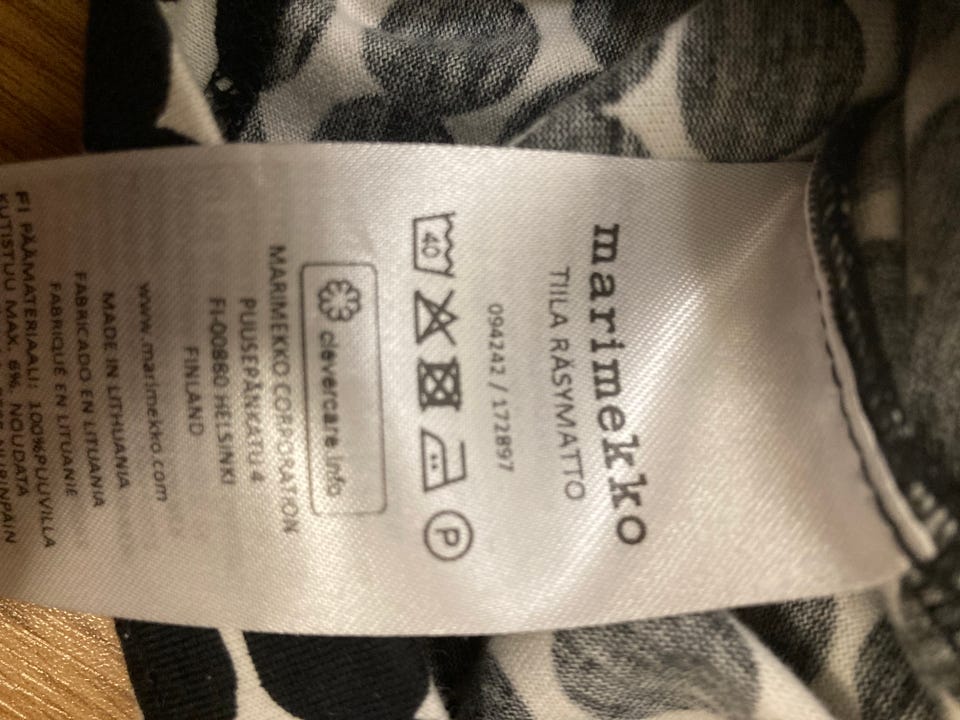 marimekko
TIILA RÄSYMATTO
094242 / 172897
40 P
clevercare.info
MARIMEKKO CORPORATION
PUUSEPÄNKATU 4
FI-00880 HELSINKI
FINLAND
www.marimekko.com
MADE IN LITHUANIA
FABRICADO EN LITUANIA
FABRIQUÉ EN LITUANIE
FI PÄÄMATERIAALI: 100%PUUVILLA
KUTISTUU MAX. 6%. NOUDATA
NURINPÄIN